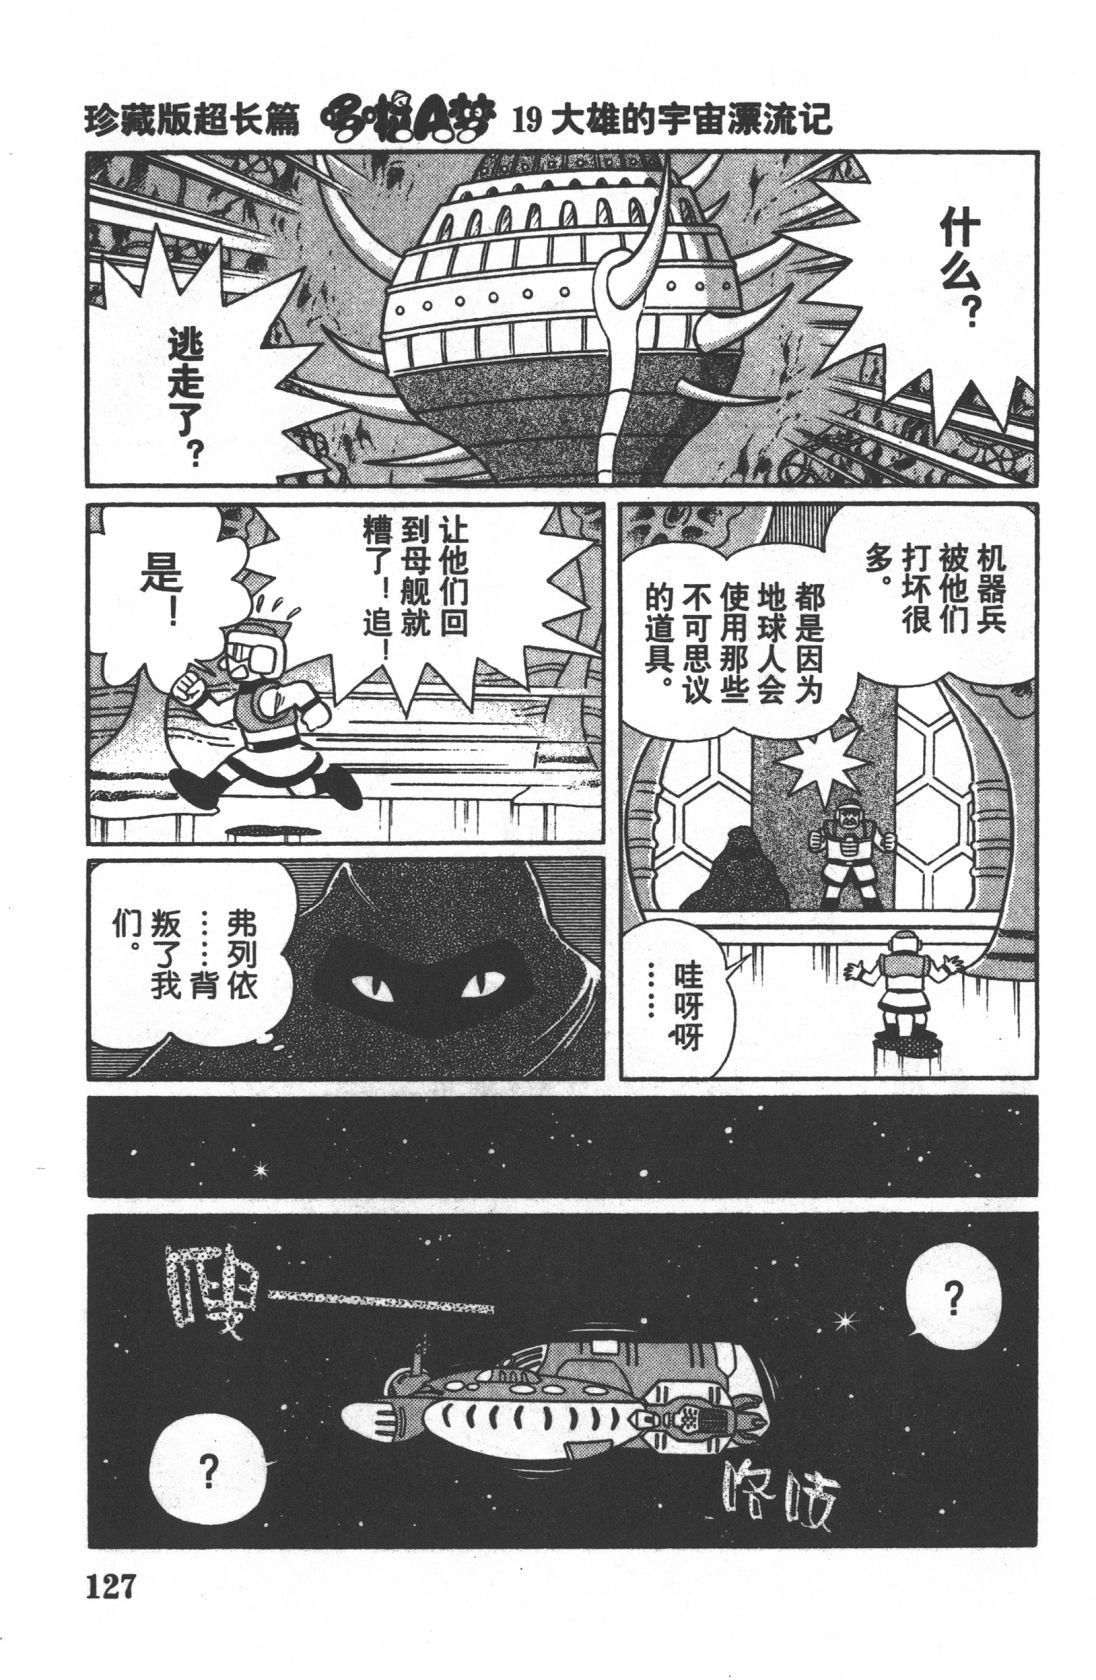 珍藏版超长篇 哆啦A梦 19 大雄的宇宙漂流记
什么？
逃走了？
机器兵
被他们
打坏很
多。
都是因为
地球人会
使用那些
不可思议
的道具。
哇呀呀
……
让他们回
到母舰就
糟了！追！
是！
弗列依
……背
叛了我
们。
？
嗖——
？
咯吱
127